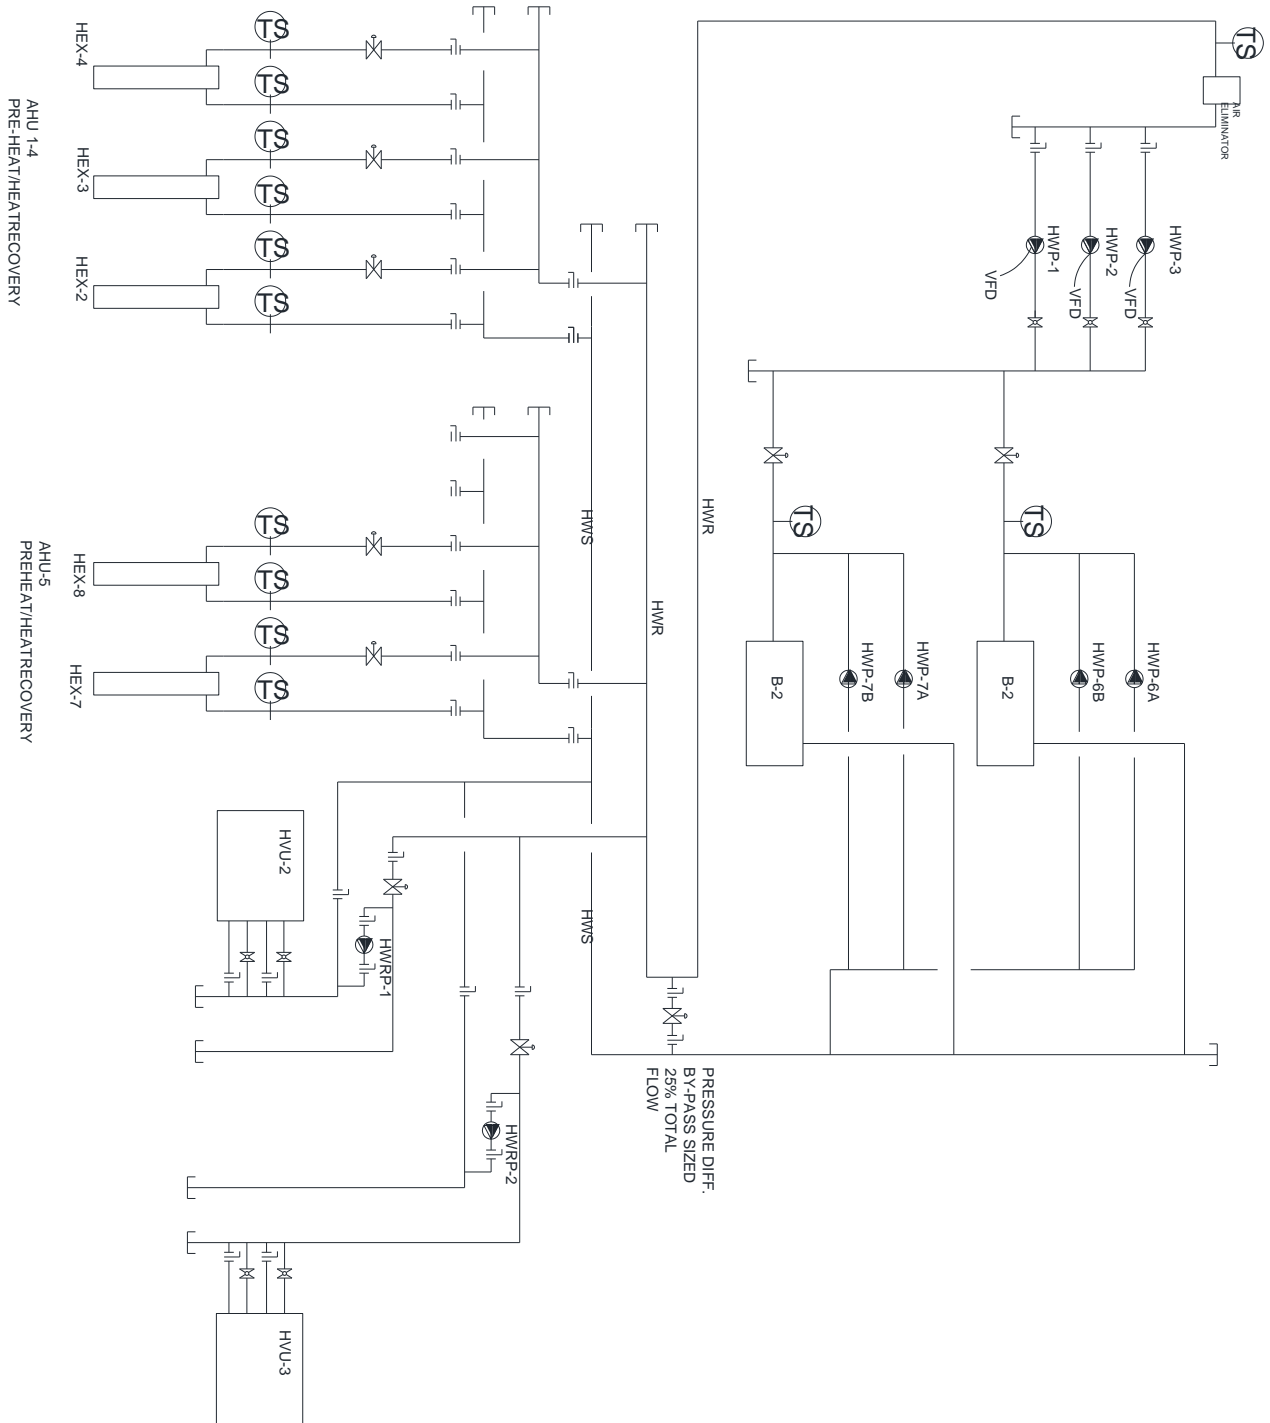 TS
HEX-4
TS
TS
HEX-3
TS
TS
HEX-2
TS
AHU 1-4
PRE-HEAT/HEATRECOVERY
TS
AIR
ELIMINATOR
HWP-1
HWP-2
HWP-3
VFD
VFD
VFD
TS
TS
HWS
HWR
HWR
TS
HEX-8
TS
TS
HEX-7
TS
AHU-5
PREHEAT/HEATRECOVERY
B-2
HWP-7B
HWP-7A
B-2
HWP-6B
HWP-6A
HVU-2
HWRP-1
HWS
HWRP-2
PRESSURE DIFF.
BY-PASS SIZED
25% TOTAL
FLOW
HVU-3